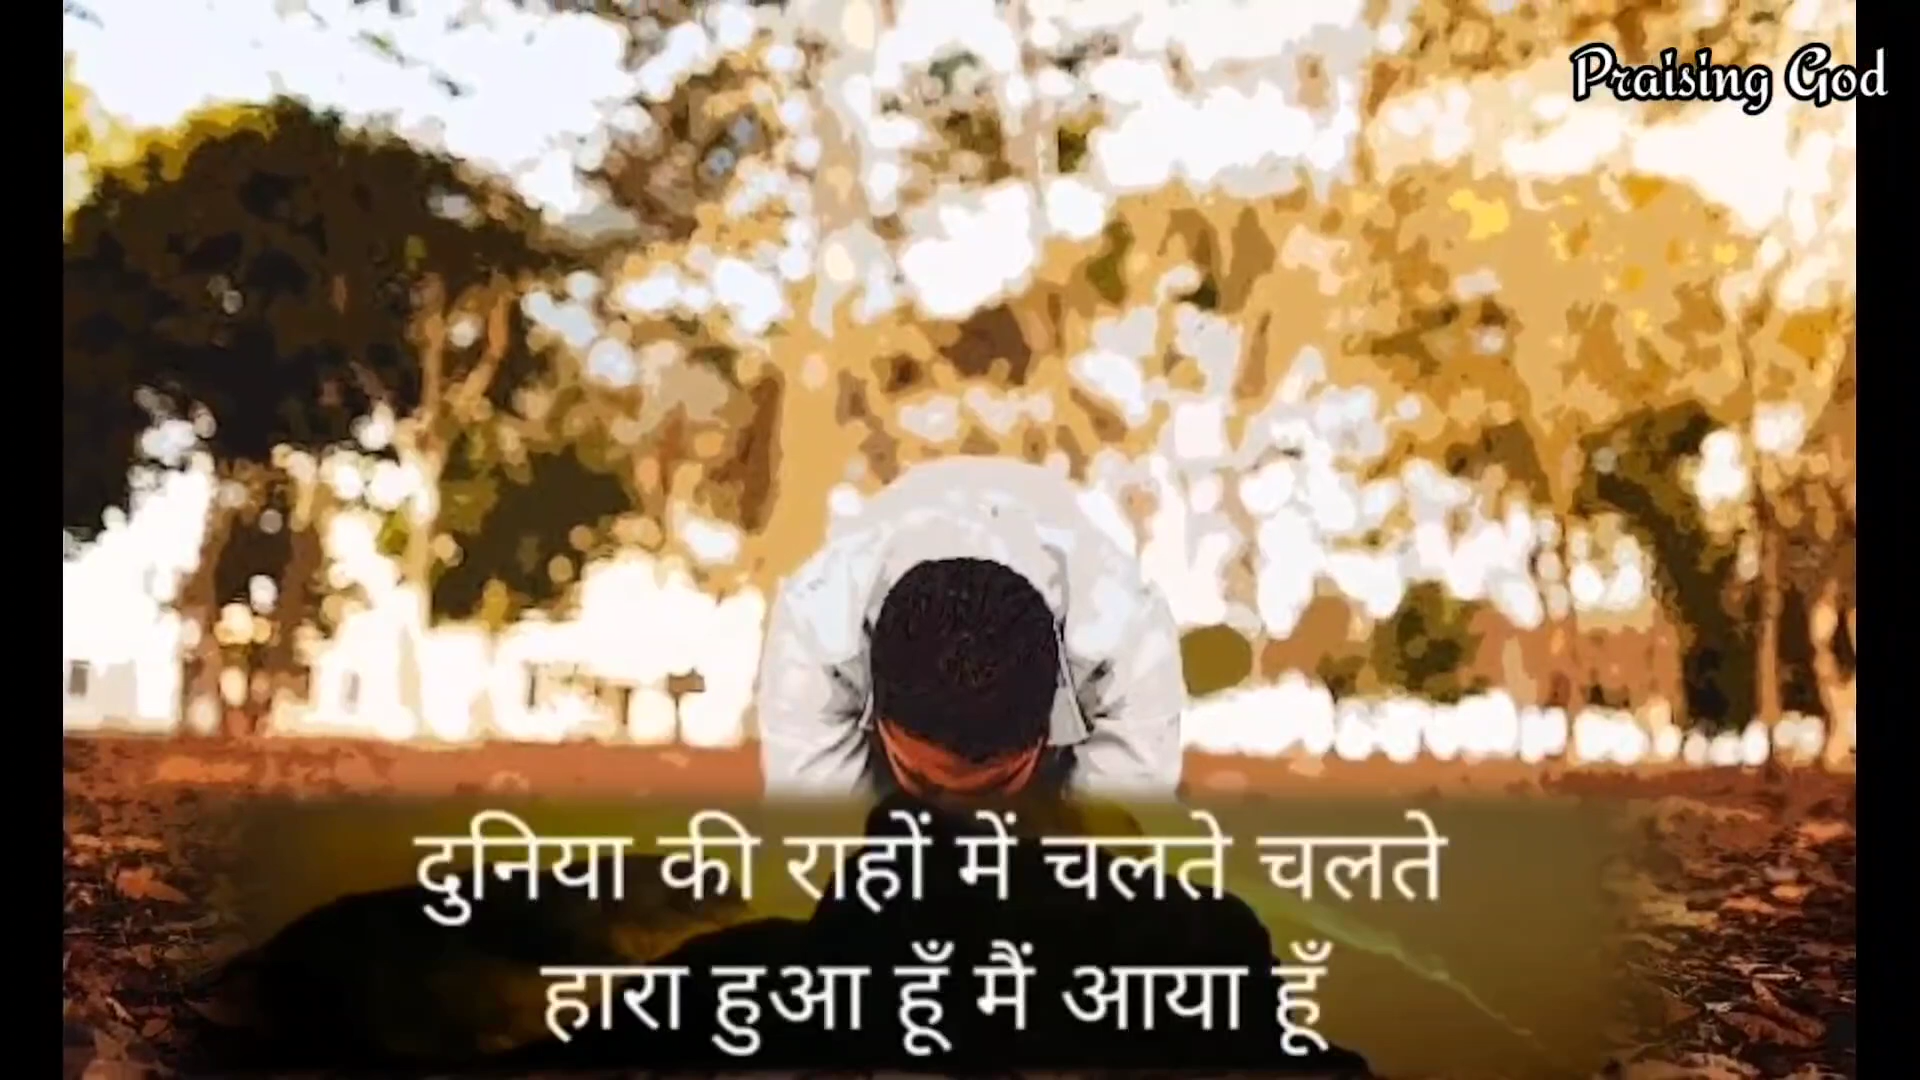 Praising God
दुनिया की राहों में चलते चलते
हारा हुआ हूँ मैं आया हूँ